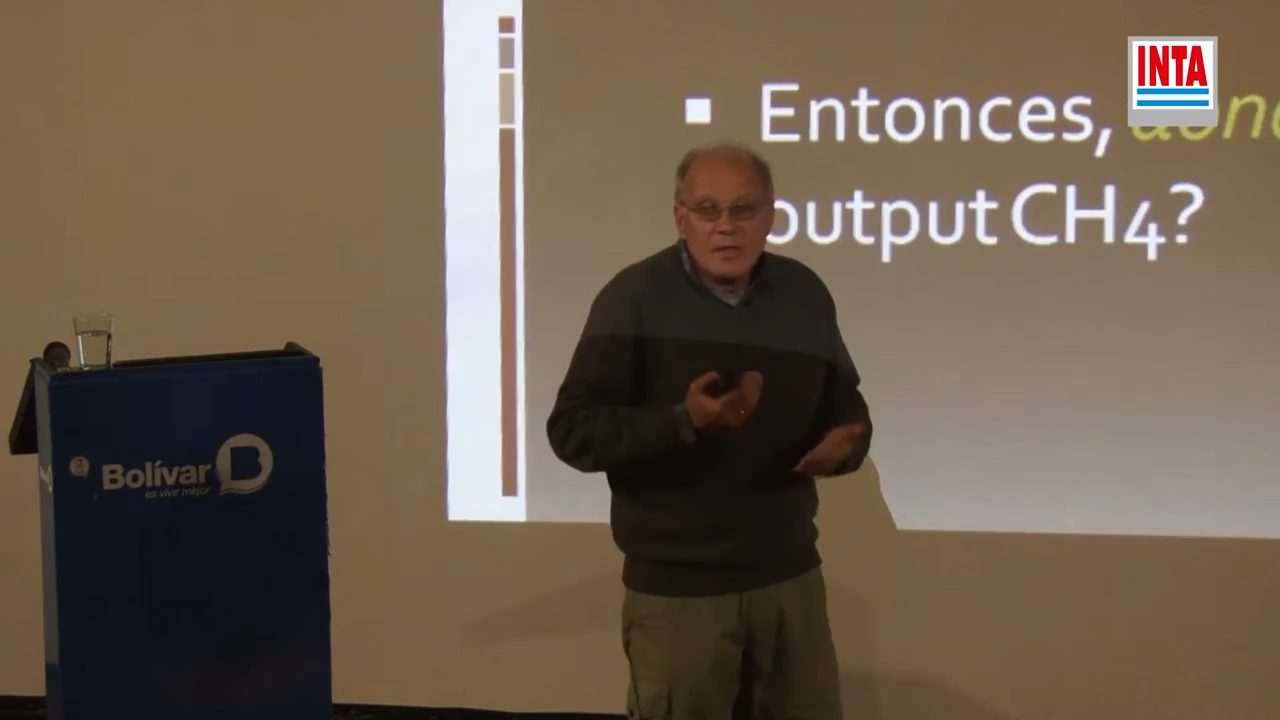 INTA
Entonces,
output CH4?
Bolívar
es vivir mejor